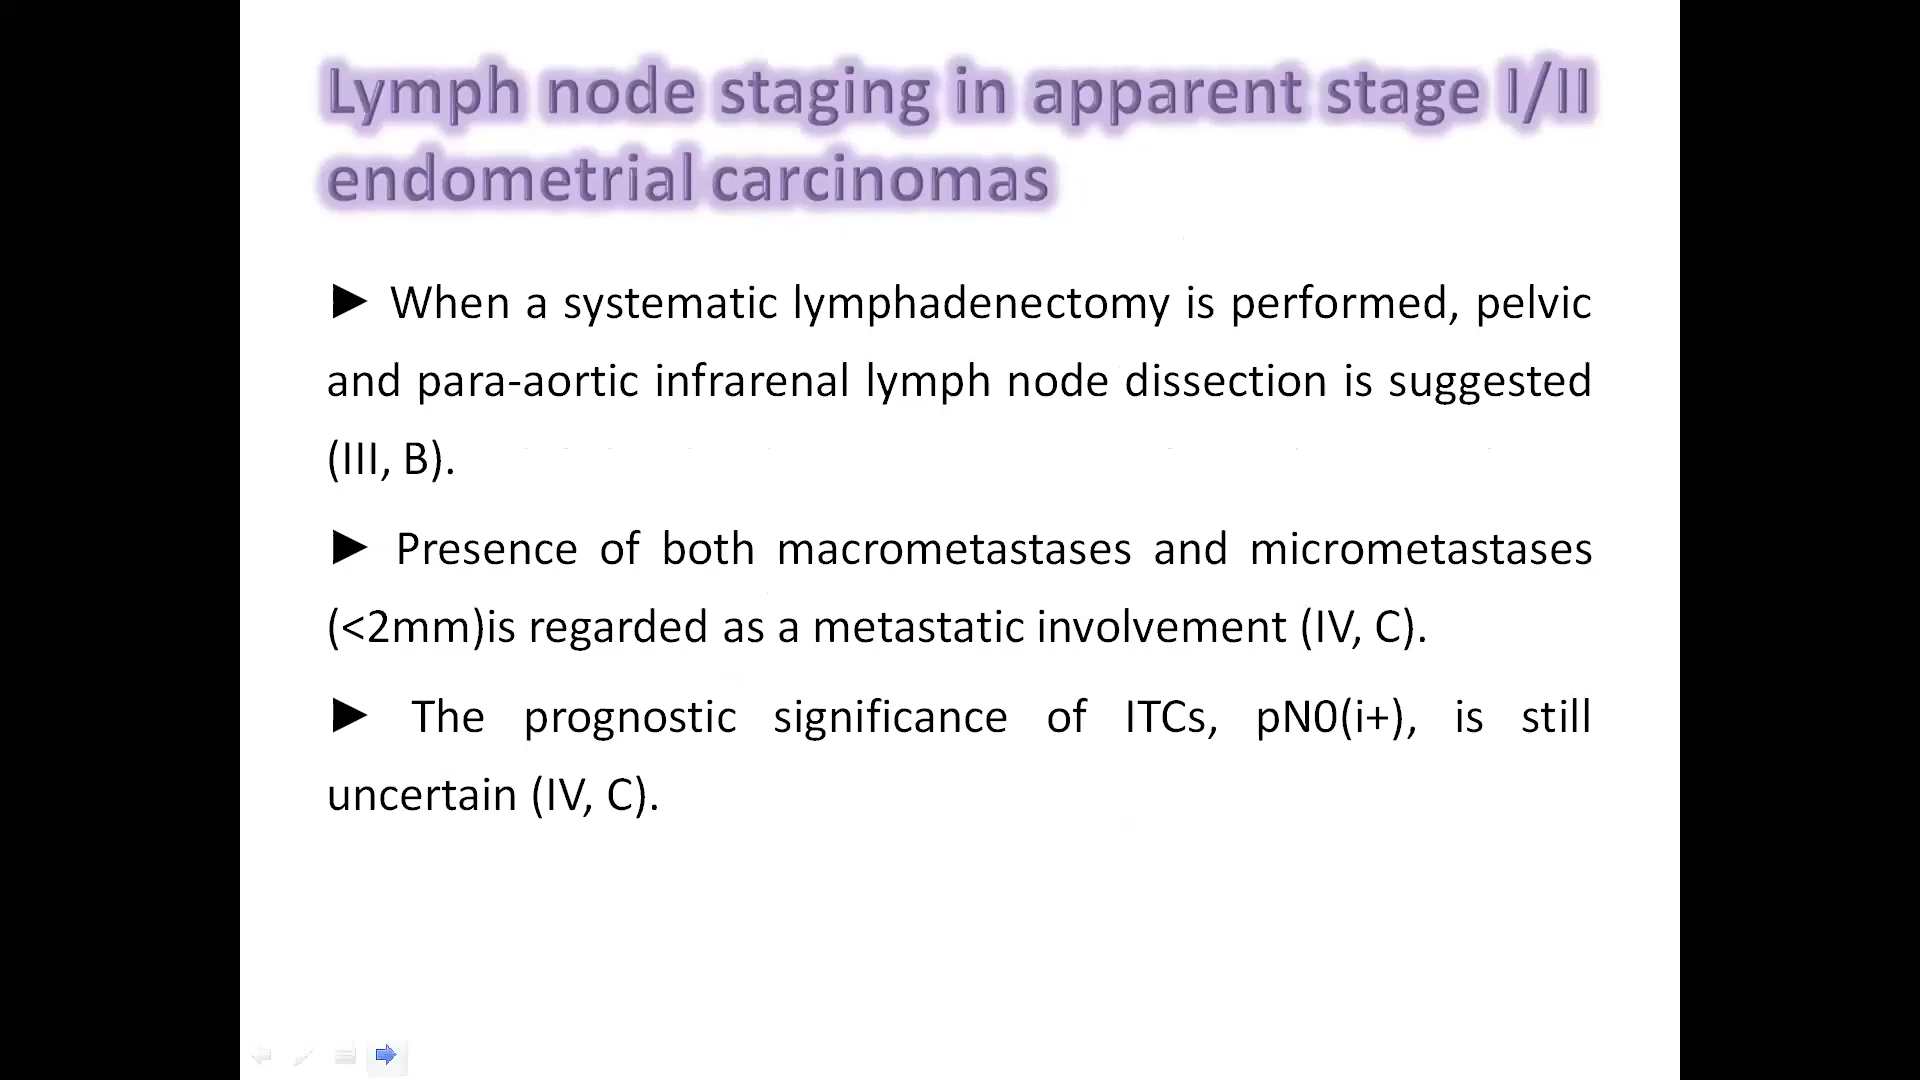 Lymph node staging in apparent stage I/II
endometrial carcinomas
► When a systematic lymphadenectomy is performed, pelvic
and para-aortic infrarenal lymph node dissection is suggested
(III, B).
► Presence of both macrometastases and micrometastases
(<2mm)is regarded as a metastatic involvement (IV, C).
► The prognostic significance of ITCs, pN0(i+), is still
uncertain (IV, C).